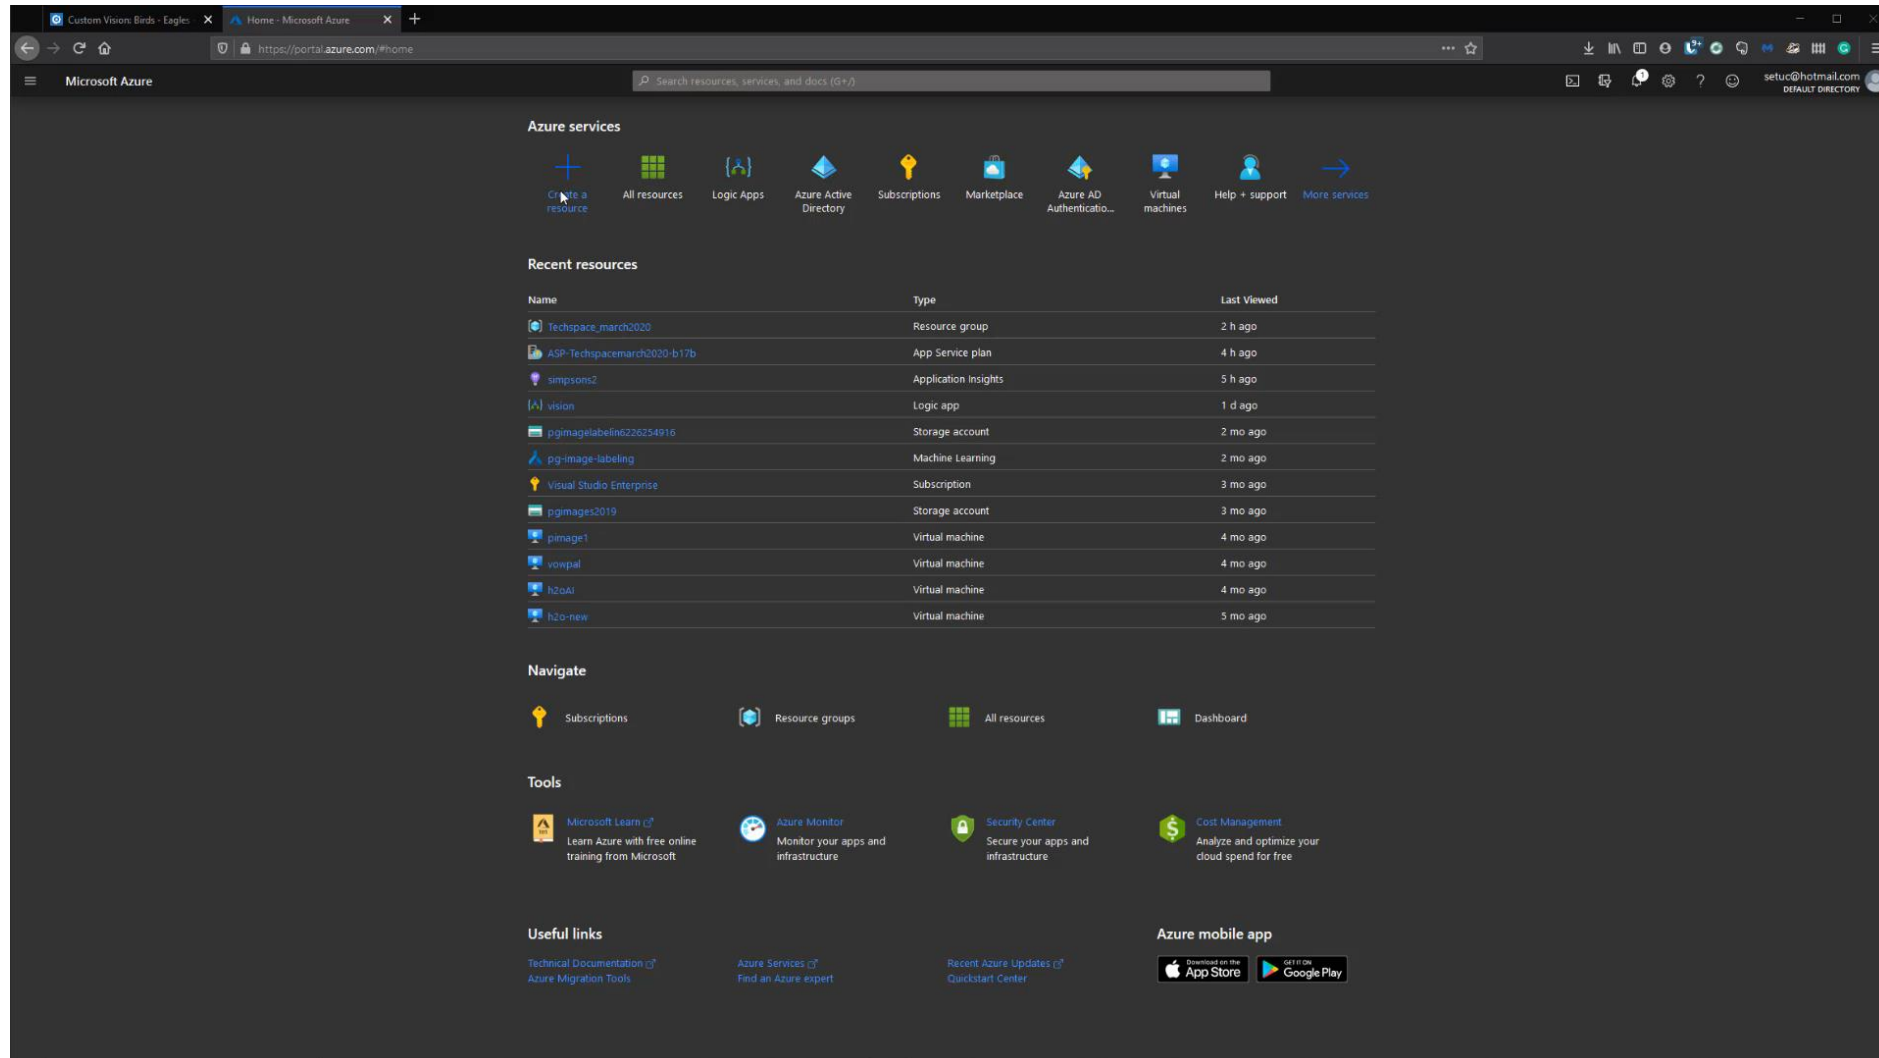 Custom Vision: Birds - Eagles
Home - Microsoft Azure
https://portal.azure.com/#home
9+
Microsoft Azure
Search resources, services, and docs (G+/)
1
setuc@hotmail.com
DEFAULT DIRECTORY
Azure services
Create a resource
All resources
Logic Apps
Azure Active Directory
Subscriptions
Marketplace
Azure AD Authenticatio...
Virtual machines
Help + support
More services
Recent resources
Name Type Last Viewed
Techspace_march2020 Resource group 2 h ago
ASP-Techspacemarch2020-b17b App Service plan 4 h ago
simpsons2 Application Insights 5 h ago
vision Logic app 1 d ago
pgimagelabelin6226254916 Storage account 2 mo ago
pg-image-labeling Machine Learning 2 mo ago
Visual Studio Enterprise Subscription 3 mo ago
pgimages2019 Storage account 3 mo ago
pimage1 Virtual machine 4 mo ago
vowpal Virtual machine 4 mo ago
h2oAI Virtual machine 4 mo ago
h2o-new Virtual machine 5 mo ago
Navigate
Subscriptions
Resource groups
All resources
Dashboard
Tools
Microsoft Learn
Learn Azure with free online
training from Microsoft
Azure Monitor
Monitor your apps and
infrastructure
Security Center
Secure your apps and
infrastructure
Cost Management
Analyze and optimize your
cloud spend for free
Useful links
Technical Documentation
Azure Migration Tools
Azure Services
Find an Azure expert
Recent Azure Updates
Quickstart Center
Azure mobile app
Download on the
App Store
GET IT ON
Google Play